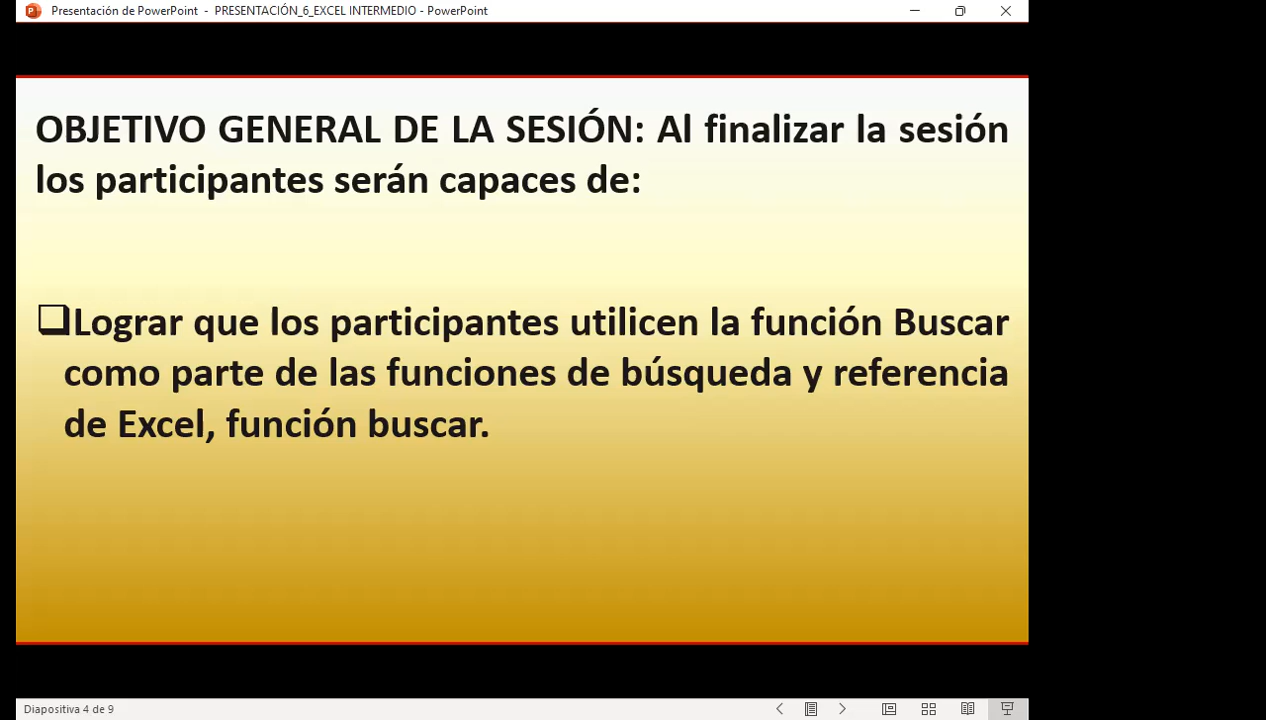 Presentación de PowerPoint - PRESENTACIÓN_6_EXCEL INTERMEDIO - PowerPoint
OBJETIVO GENERAL DE LA SESIÓN: Al finalizar la sesión
los participantes serán capaces de:
Lograr que los participantes utilicen la función Buscar
como parte de las funciones de búsqueda y referencia
de Excel, función buscar.
Diapositiva 4 de 9